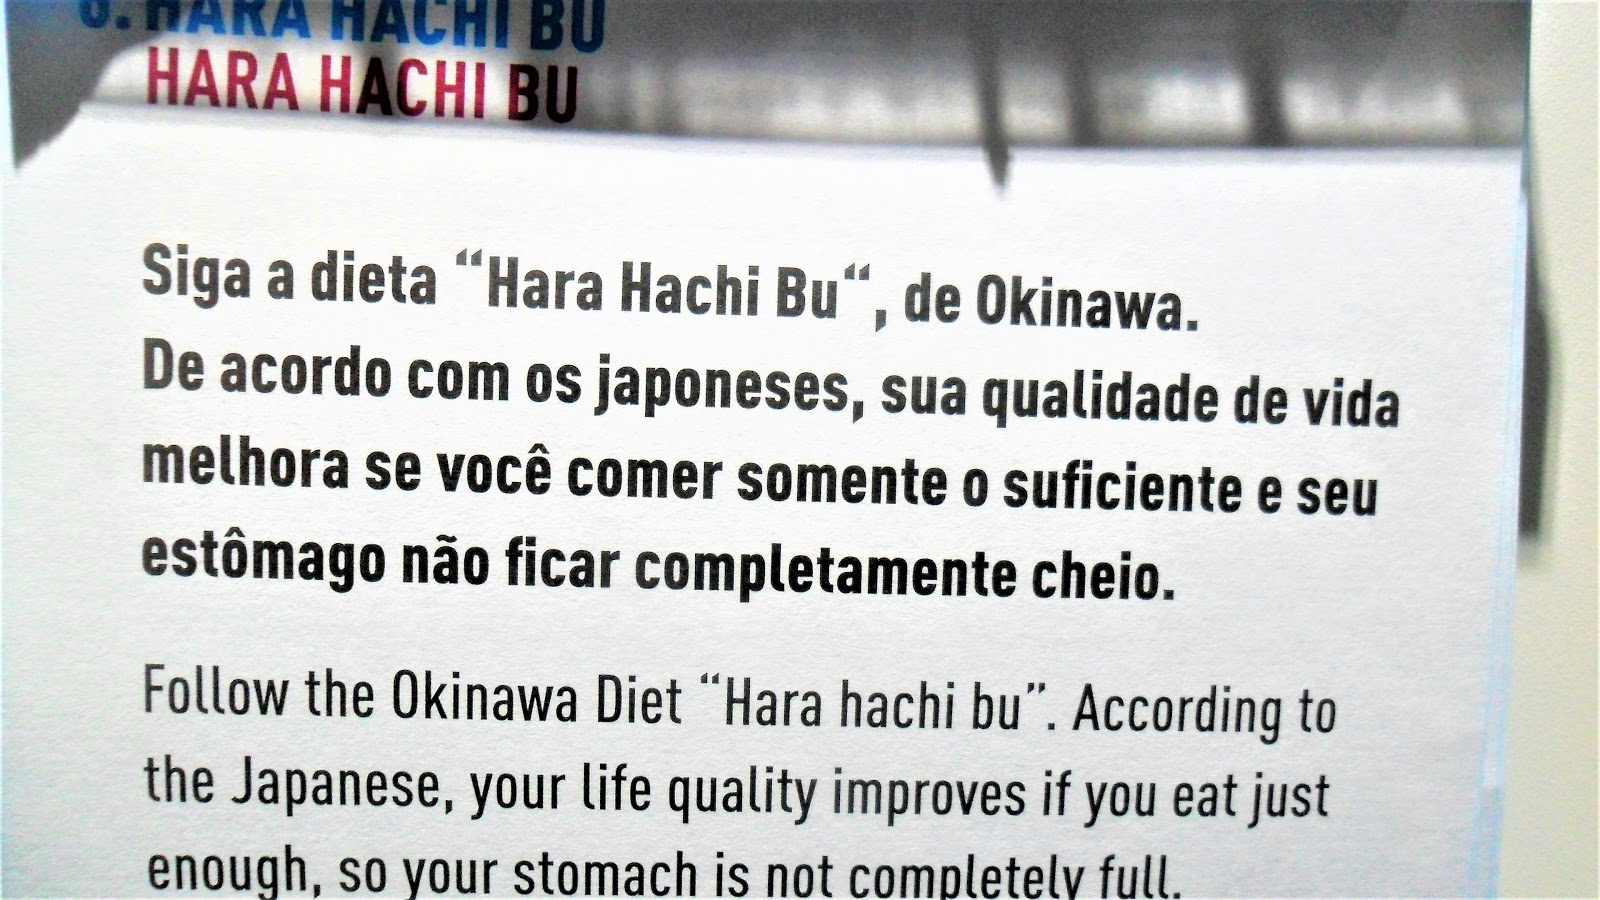 8. HARA HACHI BU
HARA HACHI BU
Siga a dieta “Hara Hachi Bu“, de Okinawa.
De acordo com os japoneses, sua qualidade de vida
melhora se você comer somente o suficiente e seu
estômago não ficar completamente cheio.
Follow the Okinawa Diet “Hara hachi bu”. According to
the Japanese, your life quality improves if you eat just
enough, so your stomach is not completely full.